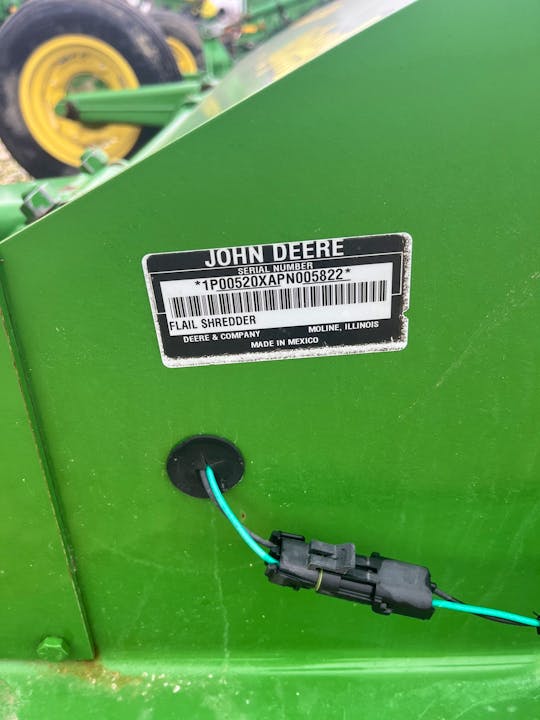 JOHN DEERE
SERIAL NUMBER
*1P00520XAPN005822*
FLAIL SHREDDER
DEERE & COMPANY MOLINE, ILLINOIS
MADE IN MEXICO